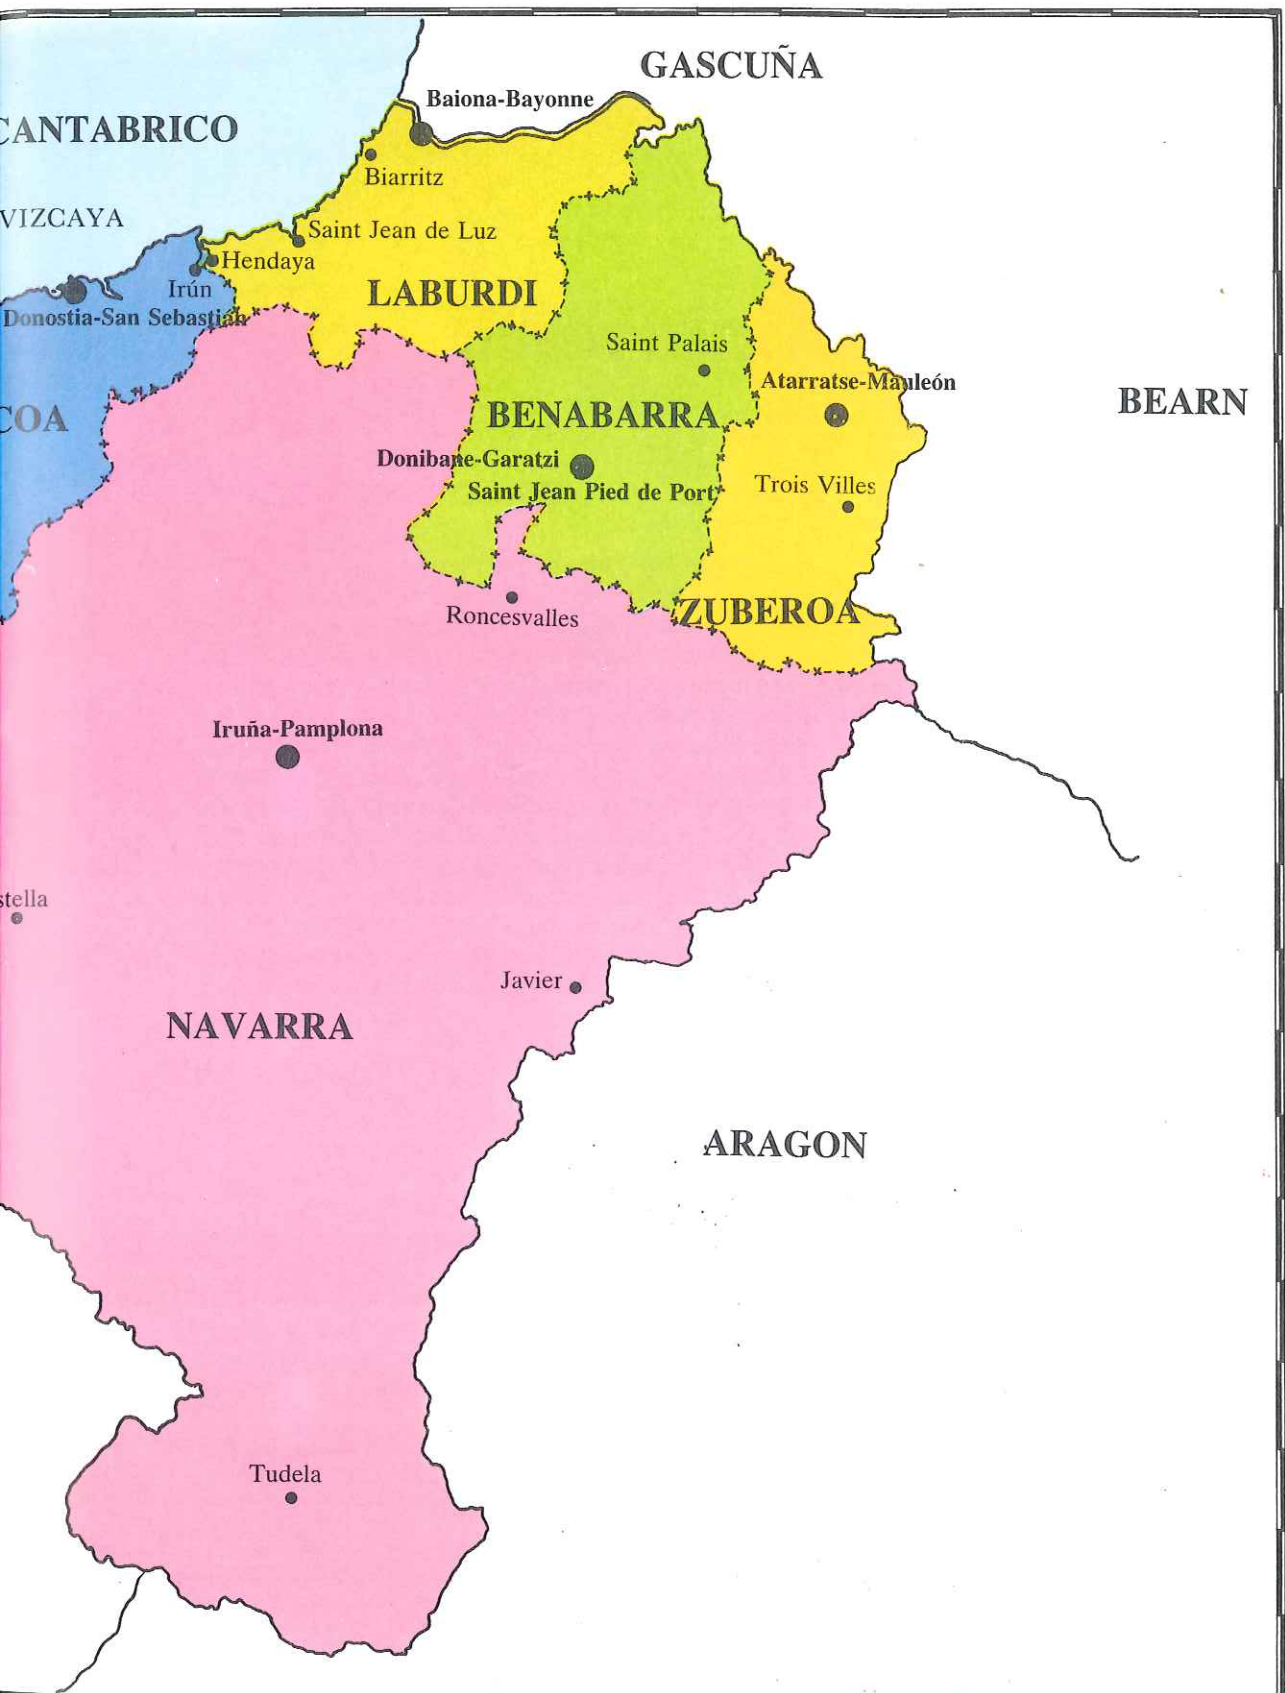 GASCUÑA
Baiona-Bayonne
CANTABRICO
Biarritz
VIZCAYA
Saint Jean de Luz
Hendaya
Irún
LABURDI
Donostia-San Sebastián
Saint Palais
Atarratse-Mauleón
BEARN
COA
BENABARRA
Donibane-Garatzi
Saint Jean Pied de Port
Trois Villes
Roncesvalles
ZUBEROA
Iruña-Pamplona
stella
Javier
NAVARRA
ARAGON
Tudela